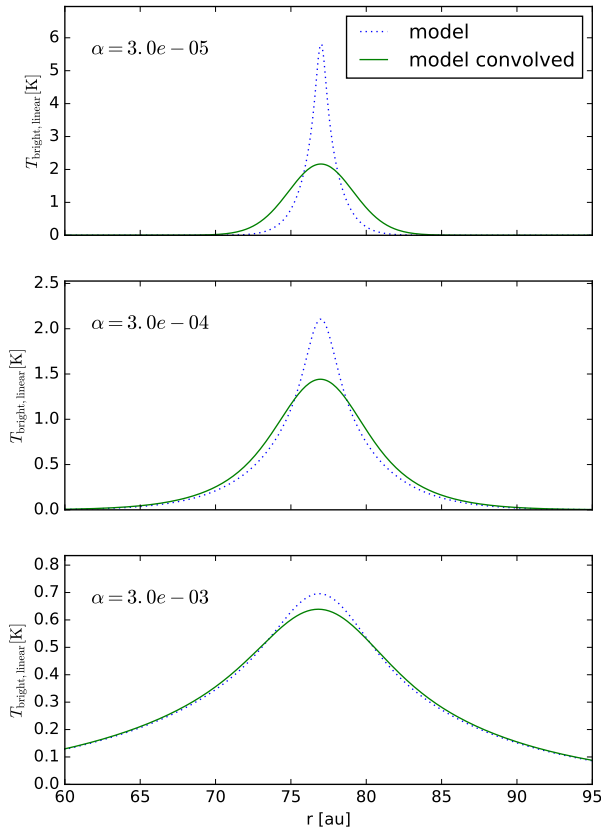 6
5
4
3
2
1
0
T_bright,linear [K]
α = 3.0e − 05
model
model convolved
2.5
2.0
1.5
1.0
0.5
0.0
T_bright,linear [K]
α = 3.0e − 04
0.8
0.7
0.6
0.5
0.4
0.3
0.2
0.1
0.0
T_bright,linear [K]
α = 3.0e − 03
60 65 70 75 80 85 90 95
r [au]